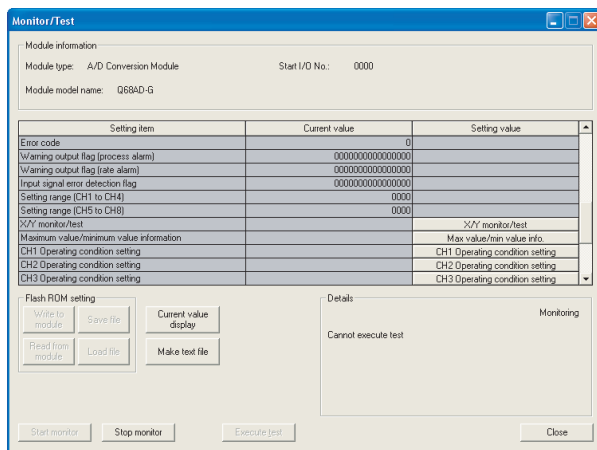 Monitor/Test
Module information
Module type: A/D Conversion Module Start I/O No.: 0000
Module model name: Q68AD-G
Setting item Current value Setting value
Error code 0
Warning output flag (process alarm) 0000000000000000
Warning output flag (rate alarm) 0000000000000000
Input signal error detection flag 0000000000000000
Setting range (CH1 to CH4) 0000
Setting range (CH5 to CH8) 0000
X/Y monitor/test X/Y monitor/test
Maximum value/minimum value information Max value/min value info.
CH1 Operating condition setting CH1 Operating condition setting
CH2 Operating condition setting CH2 Operating condition setting
CH3 Operating condition setting CH3 Operating condition setting
Flash ROM setting
Write to
module
Save file
Current value
display
Read from
module
Load file
Make text file
Details
Monitoring
Cannot execute test
Start monitor Stop monitor Execute test Close